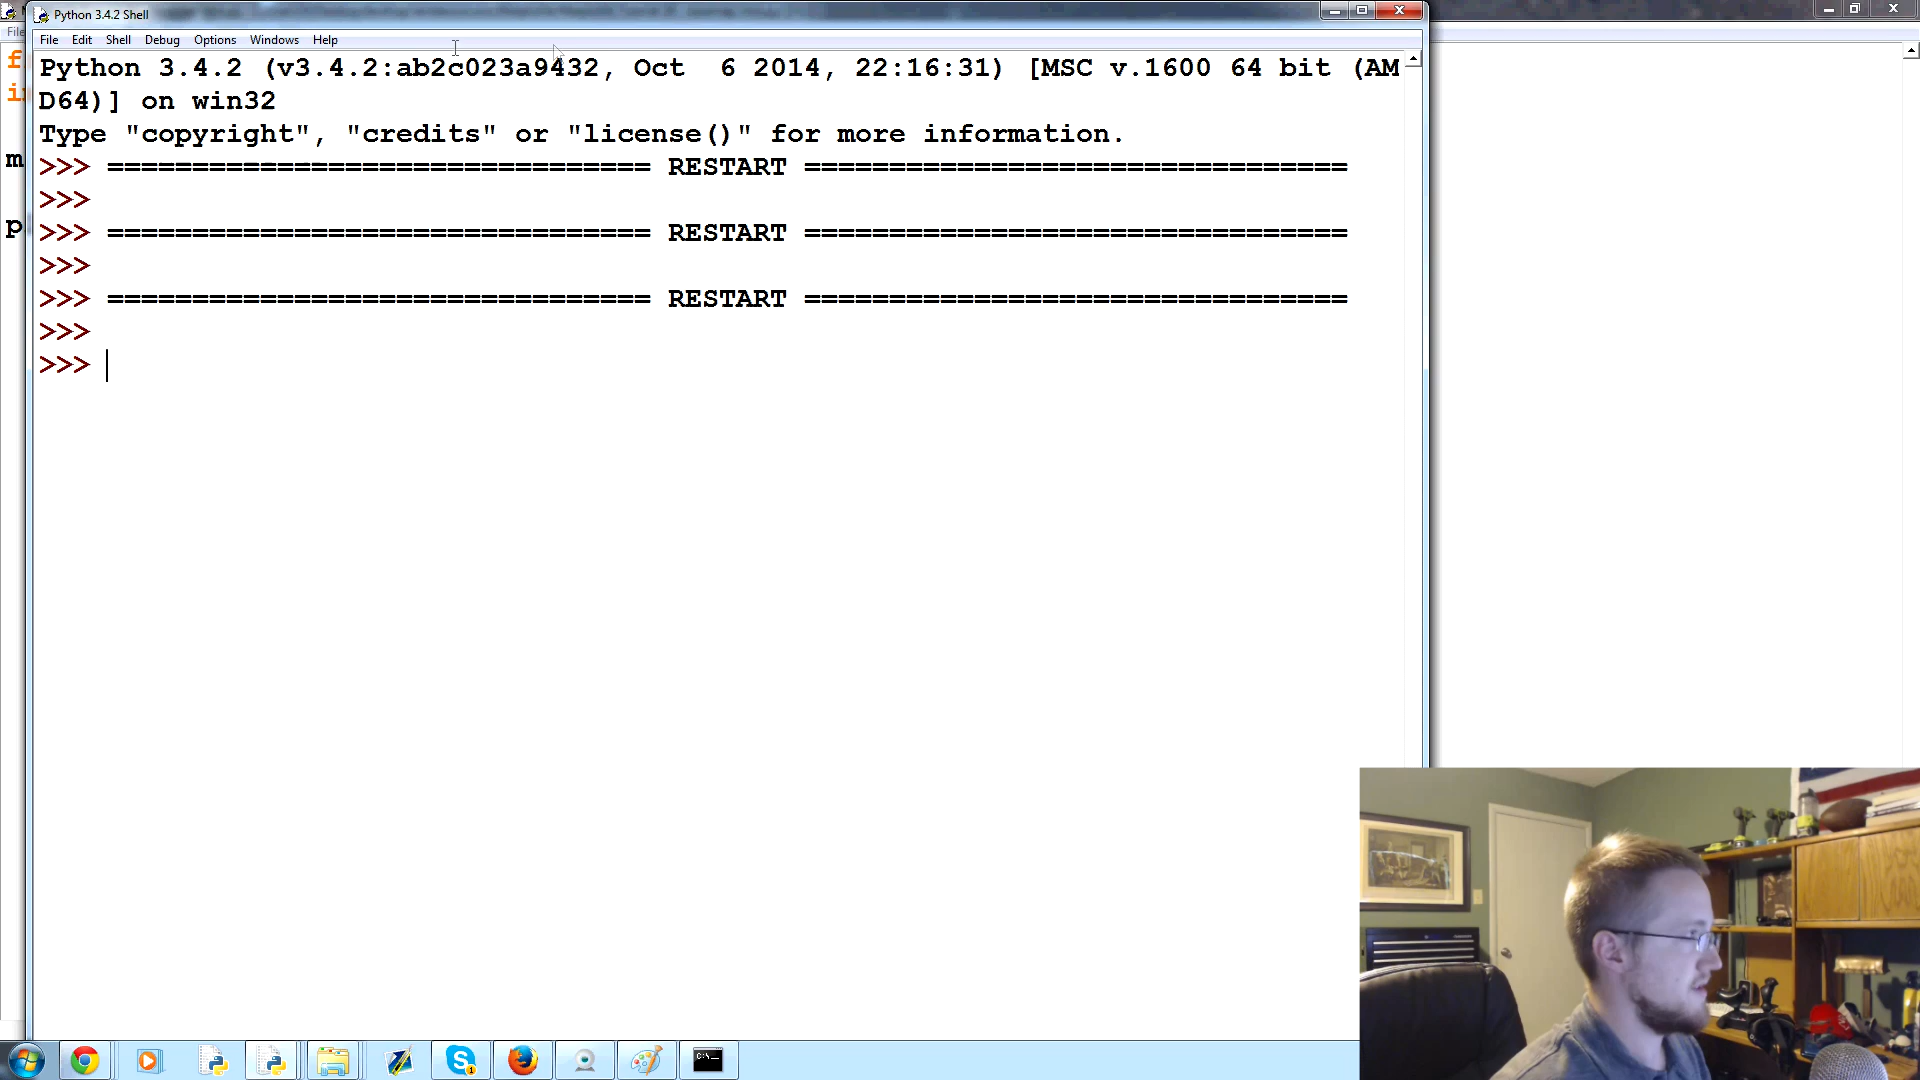 Python 3.4.2 Shell
File Edit Shell Debug Options Windows Help
Python 3.4.2 (v3.4.2:ab2c023a9432, Oct  6 2014, 22:16:31) [MSC v.1600 64 bit (AM
D64)] on win32
Type "copyright", "credits" or "license()" for more information.
>>> ================================ RESTART ================================
>>>
>>> ================================ RESTART ================================
>>>
>>> ================================ RESTART ================================
>>>
>>>
File
f
i
m
p
C:\
1